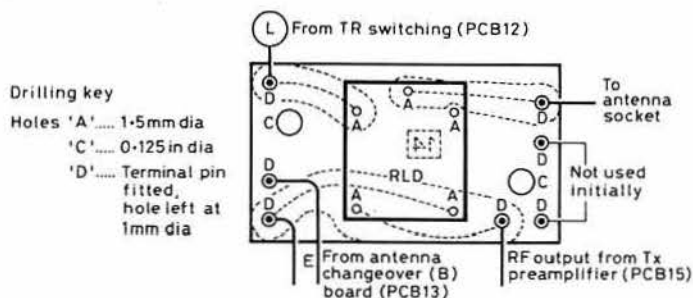 L From TR switching (PCB12)
Drilling key
Holes 'A'..... 1·5mm dia
'C'..... 0·125 in dia
'D'..... Terminal pin
fitted,
hole left at
1mm dia
D
C
A
A
A
D
To
antenna
socket
D
Not used
initially
C
D
RLD
D
A
A
D
D
E
From antenna
changeover (B)
board (PCB13)
RF output from Tx
preamplifier (PCB15)